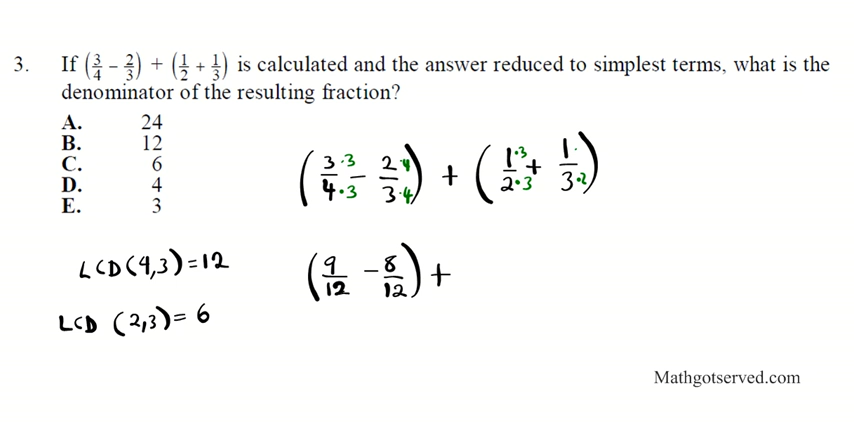 3. If (3/4 − 2/3) + (1/2 + 1/3) is calculated and the answer reduced to simplest terms, what is the
denominator of the resulting fraction?
A. 24
B. 12
C. 6
D. 4
E. 3
(3·3/4·3 − 2·4/3·4) + (1·3/2·3 + 1·/3·2)
LCD(4,3)=12
(9/12 − 8/12) +
LCD (2,3)= 6
Mathgotserved.com